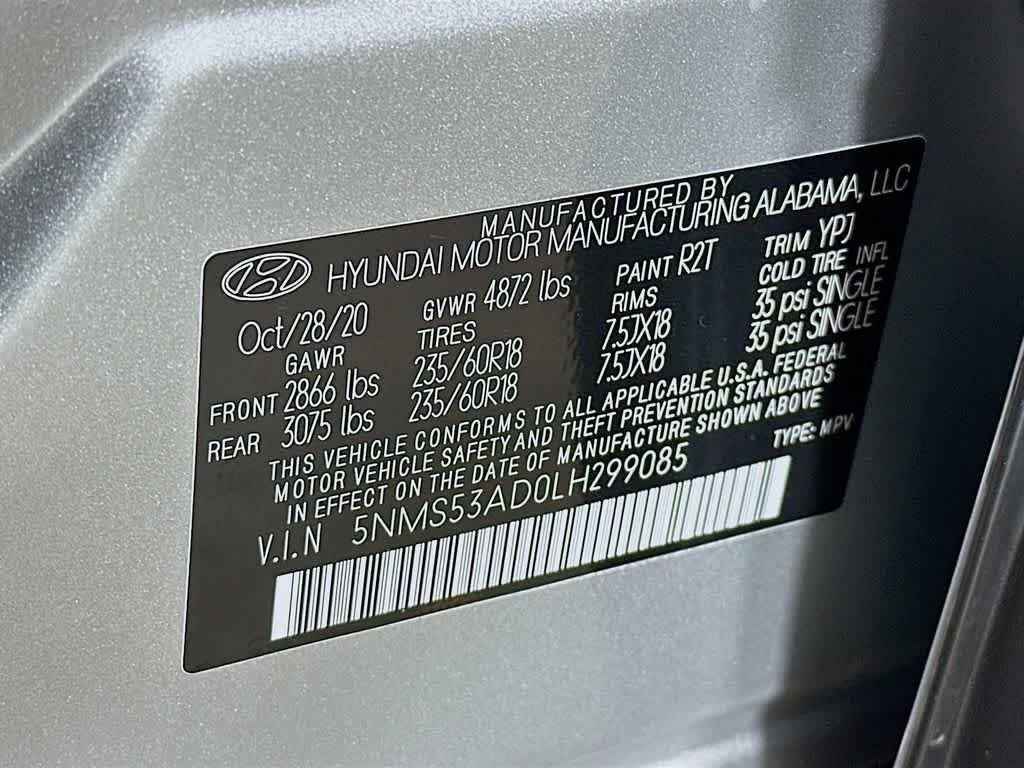 MANUFACTURED BY
HYUNDAI MOTOR MANUFACTURING ALABAMA, LLC
Oct/28/20 GVWR 4872 lbs PAINT R2T TRIM YPJ
GAWR TIRES RIMS COLD TIRE INFL
FRONT 2866 lbs 235/60R18 7.5JX18 35 psi SINGLE
REAR 3075 lbs 235/60R18 7.5JX18 35 psi SINGLE
THIS VEHICLE CONFORMS TO ALL APPLICABLE U.S.A. FEDERAL
MOTOR VEHICLE SAFETY AND THEFT PREVENTION STANDARDS
IN EFFECT ON THE DATE OF MANUFACTURE SHOWN ABOVE
V.I.N 5NMS53AD0LH299085 TYPE: MPV